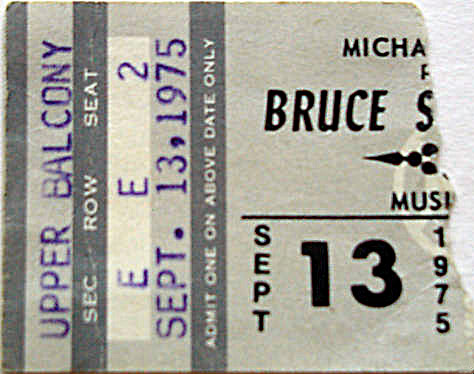 UPPER BALCONY
SEC. ROW SEAT
E E 2
SEPT. 13, 1975
ADMIT ONE ON ABOVE DATE ONLY
MICHA
P
BRUCE S
MUSI
SEPT 13 1975